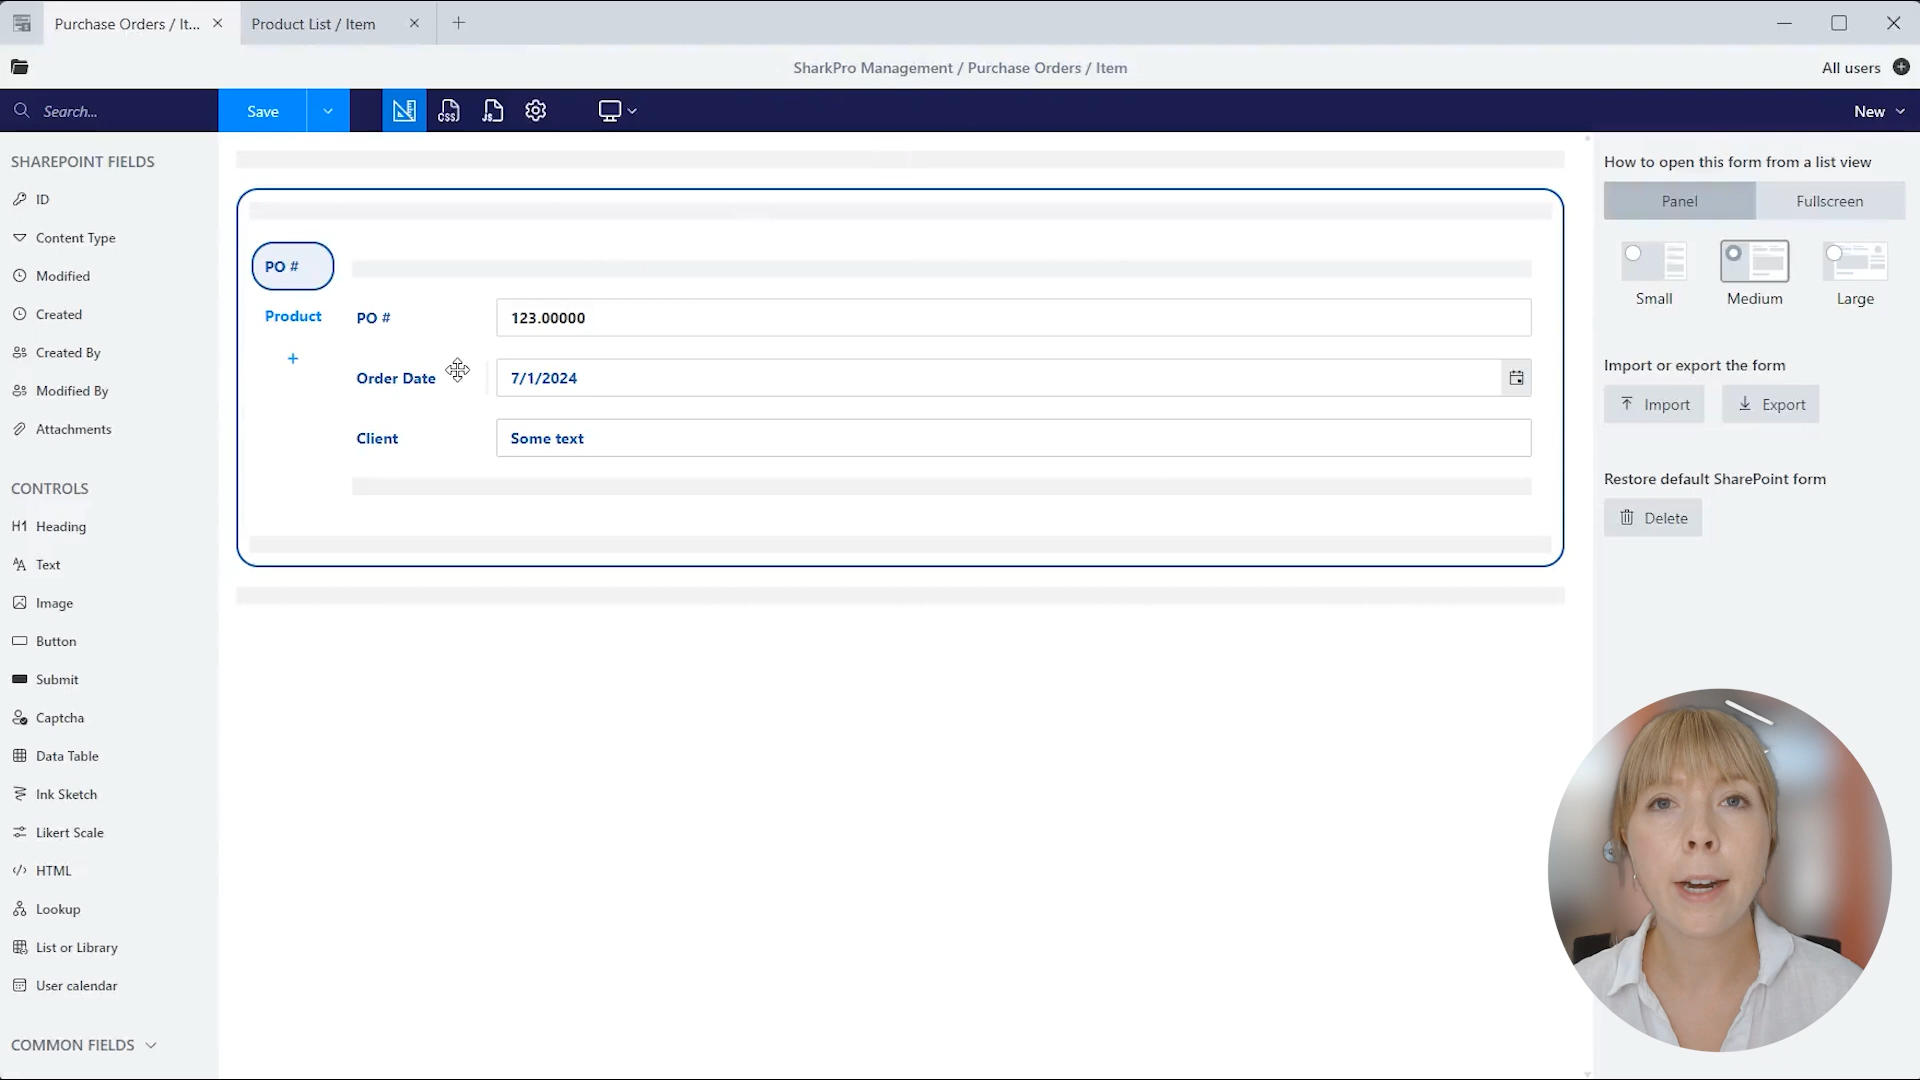 Purchase Orders / It...
Product List / Item
SharkPro Management / Purchase Orders / Item
All users
Search...
Save
CSS
JS
New
SHAREPOINT FIELDS
ID
Content Type
Modified
Created
Created By
Modified By
Attachments
CONTROLS
H1 Heading
Text
Image
Button
Submit
Captcha
Data Table
Ink Sketch
Likert Scale
HTML
Lookup
List or Library
User calendar
COMMON FIELDS
PO #
Product
+
PO #
123.00000
Order Date
7/1/2024
Client
Some text
How to open this form from a list view
Panel
Fullscreen
Small
Medium
Large
Import or export the form
Import
Export
Restore default SharePoint form
Delete